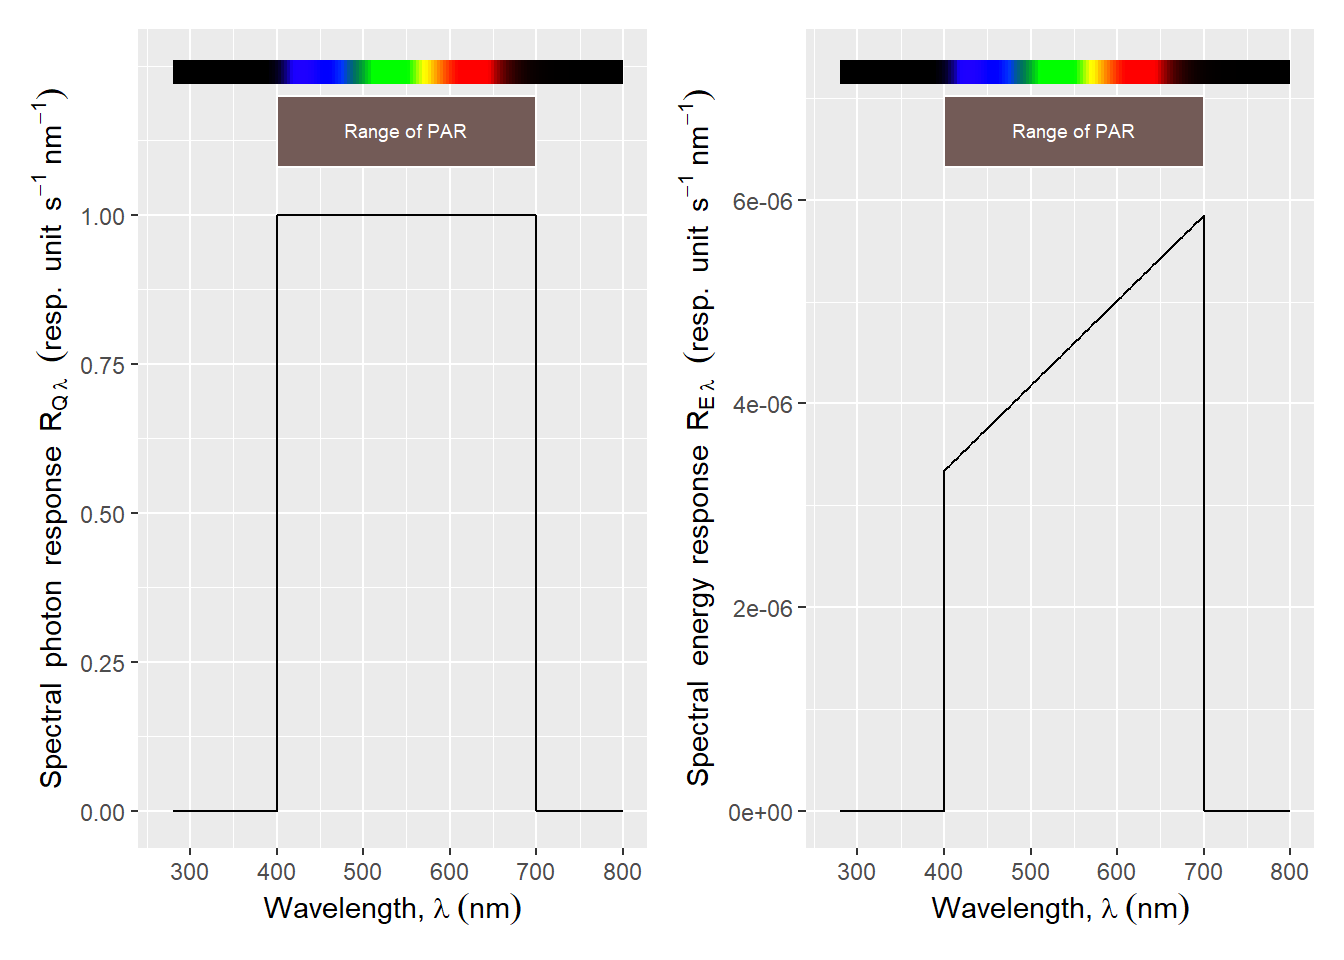 Spectral photon response R_Q λ (resp. unit s⁻¹ nm⁻¹)
Range of PAR
1.00
0.75
0.50
0.25
0.00
300 400 500 600 700 800
Wavelength, λ (nm)
Spectral energy response R_E λ (resp. unit s⁻¹ nm⁻¹)
Range of PAR
6e-06
4e-06
2e-06
0e+00
300 400 500 600 700 800
Wavelength, λ (nm)